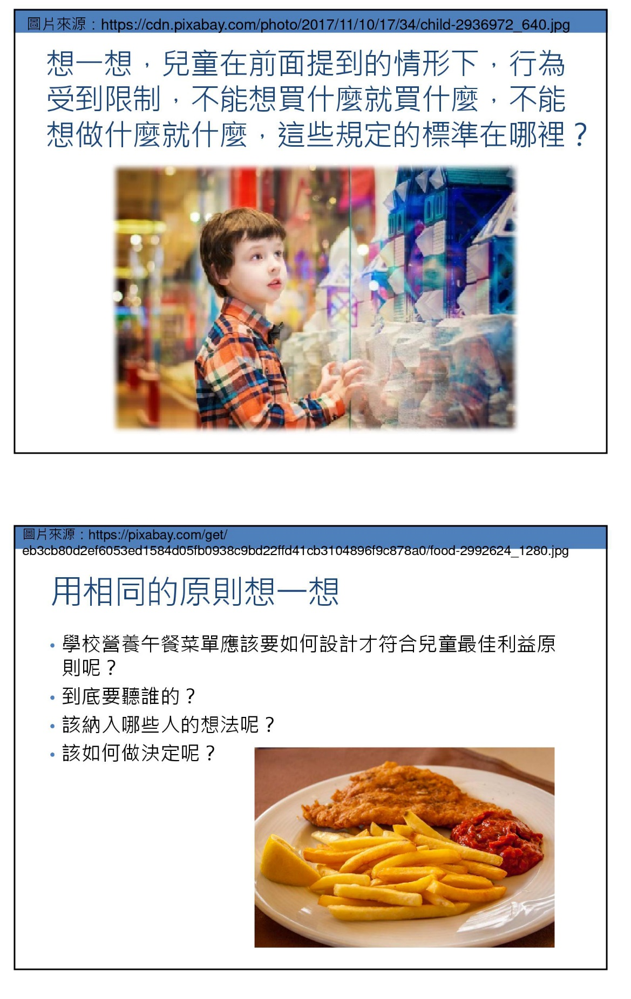 圖片來源：https://cdn.pixabay.com/photo/2017/11/10/17/34/child-2936972_640.jpg
想一想，兒童在前面提到的情形下，行為
受到限制，不能想買什麼就買什麼，不能
想做什麼就什麼，這些規定的標準在哪裡？
圖片來源：https://pixabay.com/get/
eb3cb80d2ef6053ed1584d05fb0938c9bd22ffd41cb3104896f9c878a0/food-2992624_1280.jpg
用相同的原則想一想
• 學校營養午餐菜單應該要如何設計才符合兒童最佳利益原
則呢？
• 到底要聽誰的？
• 該納入哪些人的想法呢？
• 該如何做決定呢？